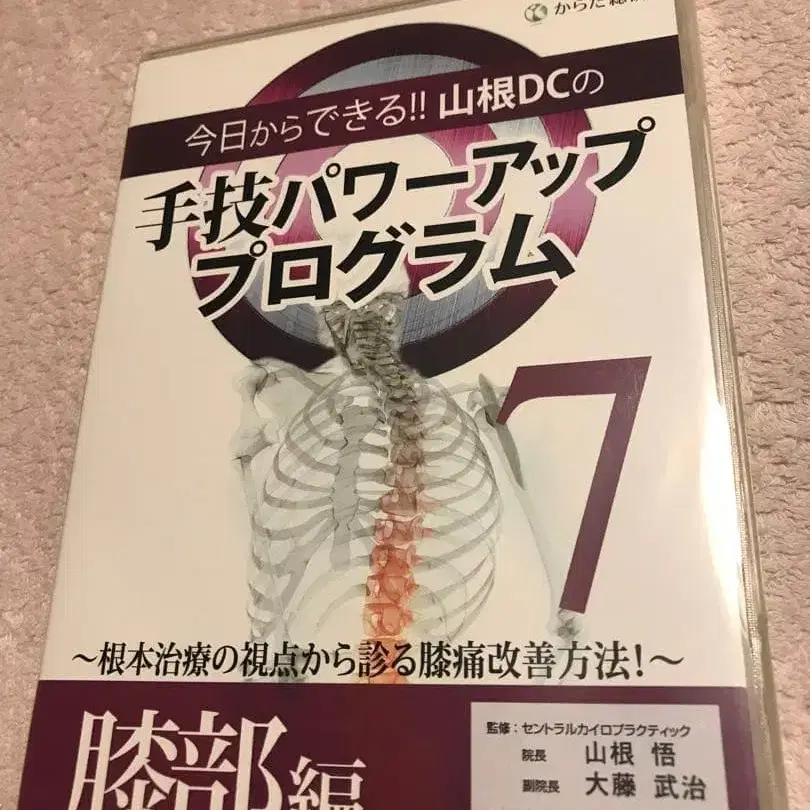 からだ
今日からできる!! 山根DCの
手技パワーアップ
プログラム
7
〜根本治療の視点から診る膝痛改善方法!〜
膝部編
監修：セントラルカイロプラクティック
院長 山根 悟
副院長 大藤 武治